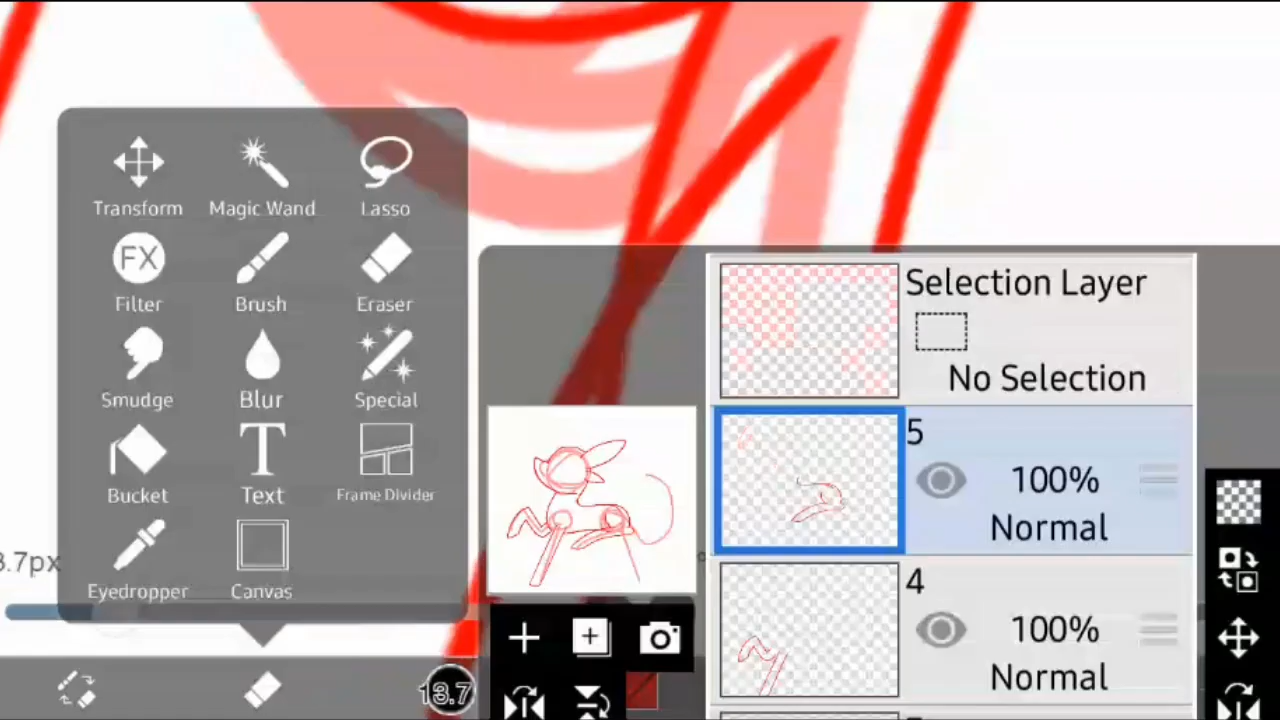 Transform Magic Wand Lasso
Filter Brush Eraser
FX
Smudge Blur Special
Bucket Text Frame Divider
T
Eyedropper Canvas
3.7px
13.7
Selection Layer
No Selection
5
100%
Normal
4
100%
Normal